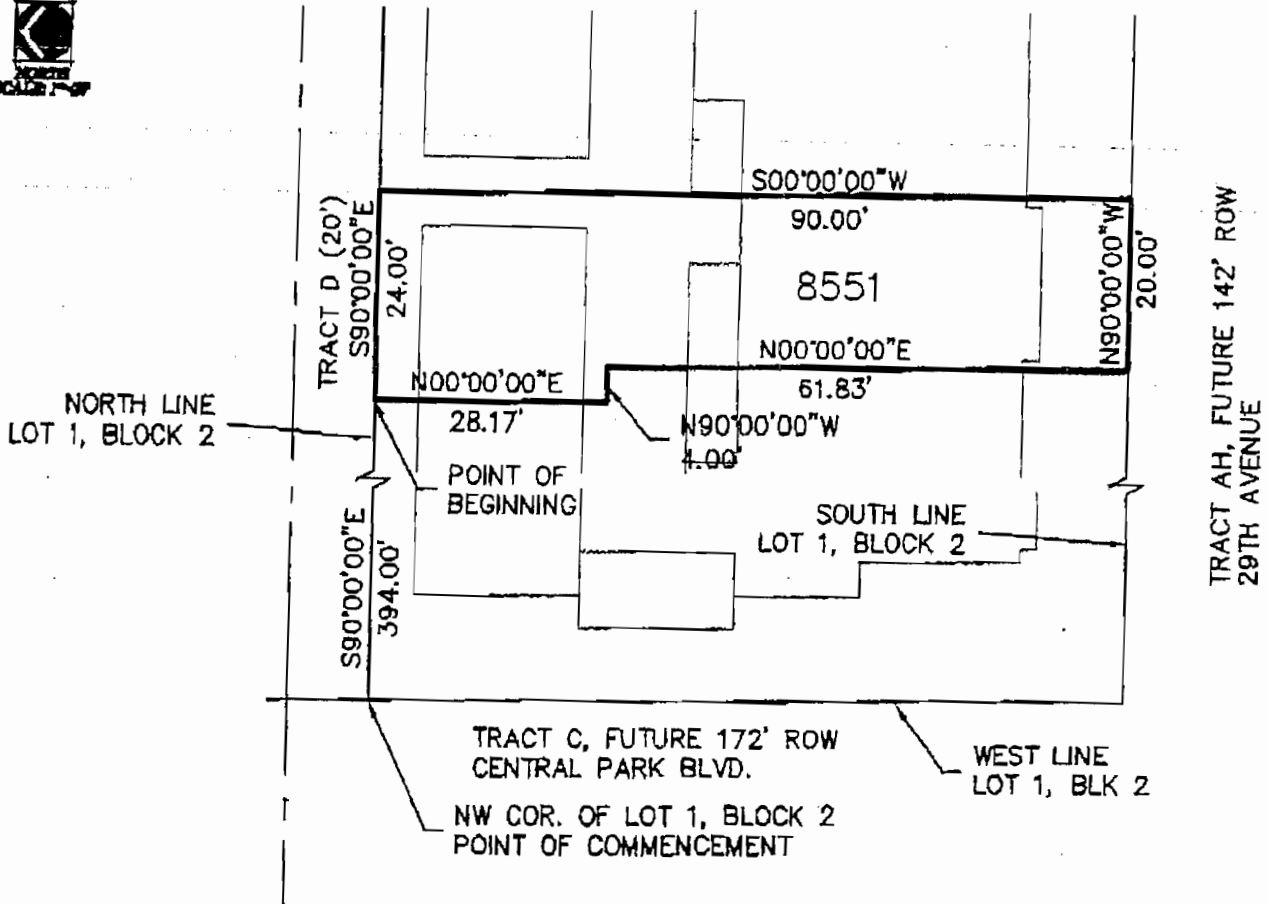 NORTH
S00°00'00"W
90.00'
TRACT D (20')
S90°00'00"E
24.00'
8551
N90°00'00"W
20.00'
N00°00'00"E
61.83'
N00°00'00"E
28.17'
N90°00'00"W
4.00'
NORTH LINE
LOT 1, BLOCK 2
POINT OF
BEGINNING
SOUTH LINE
LOT 1, BLOCK 2
S90°00'00"E
394.00'
TRACT AH, FUTURE 142' ROW
29TH AVENUE
TRACT C, FUTURE 172' ROW
CENTRAL PARK BLVD.
WEST LINE
LOT 1, BLK 2
NW COR. OF LOT 1, BLOCK 2
POINT OF COMMENCEMENT